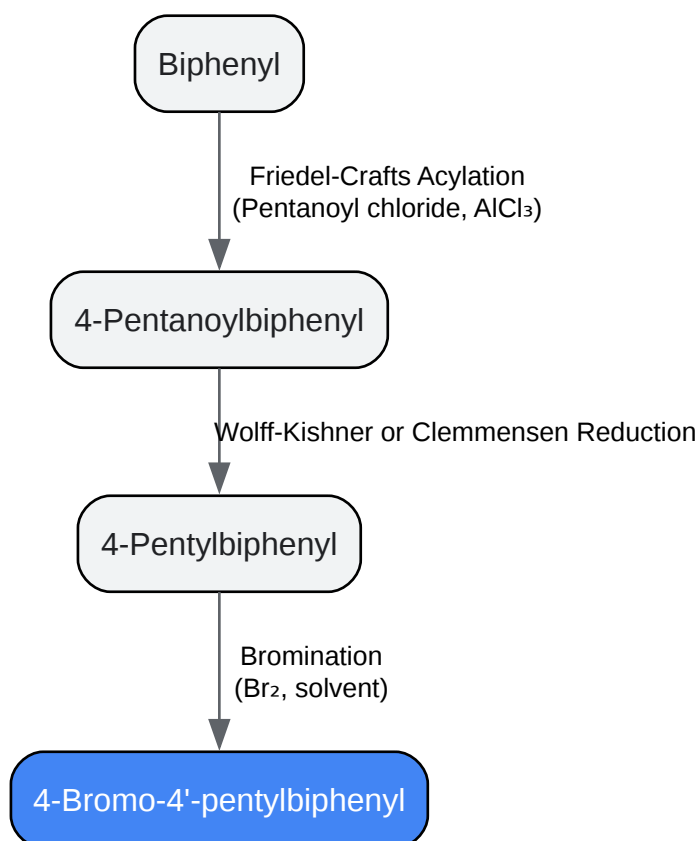 Biphenyl
Friedel-Crafts Acylation
(Pentanoyl chloride, AlCl₃)
4-Pentanoylbiphenyl
Wolff-Kishner or Clemmensen Reduction
4-Pentylbiphenyl
Bromination
(Br₂, solvent)
4-Bromo-4'-pentylbiphenyl